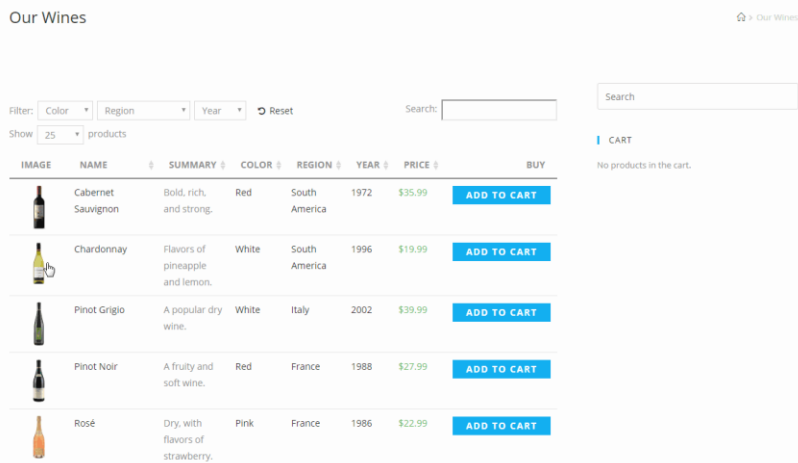 Our Wines
> Our Wines
Filter: Color Region Year Reset
Search:
Show 25 products
IMAGE NAME SUMMARY COLOR REGION YEAR PRICE BUY
Cabernet Sauvignon
Bold, rich, and strong.
Red
South America
1972
$35.99
ADD TO CART
Chardonnay
Flavors of pineapple and lemon.
White
South America
1996
$19.99
ADD TO CART
Pinot Grigio
A popular dry wine.
White
Italy
2002
$39.99
ADD TO CART
Pinot Noir
A fruity and soft wine.
Red
France
1988
$27.99
ADD TO CART
Rosé
Dry, with flavors of strawberry.
Pink
France
1986
$22.99
ADD TO CART
Search
CART
No products in the cart.